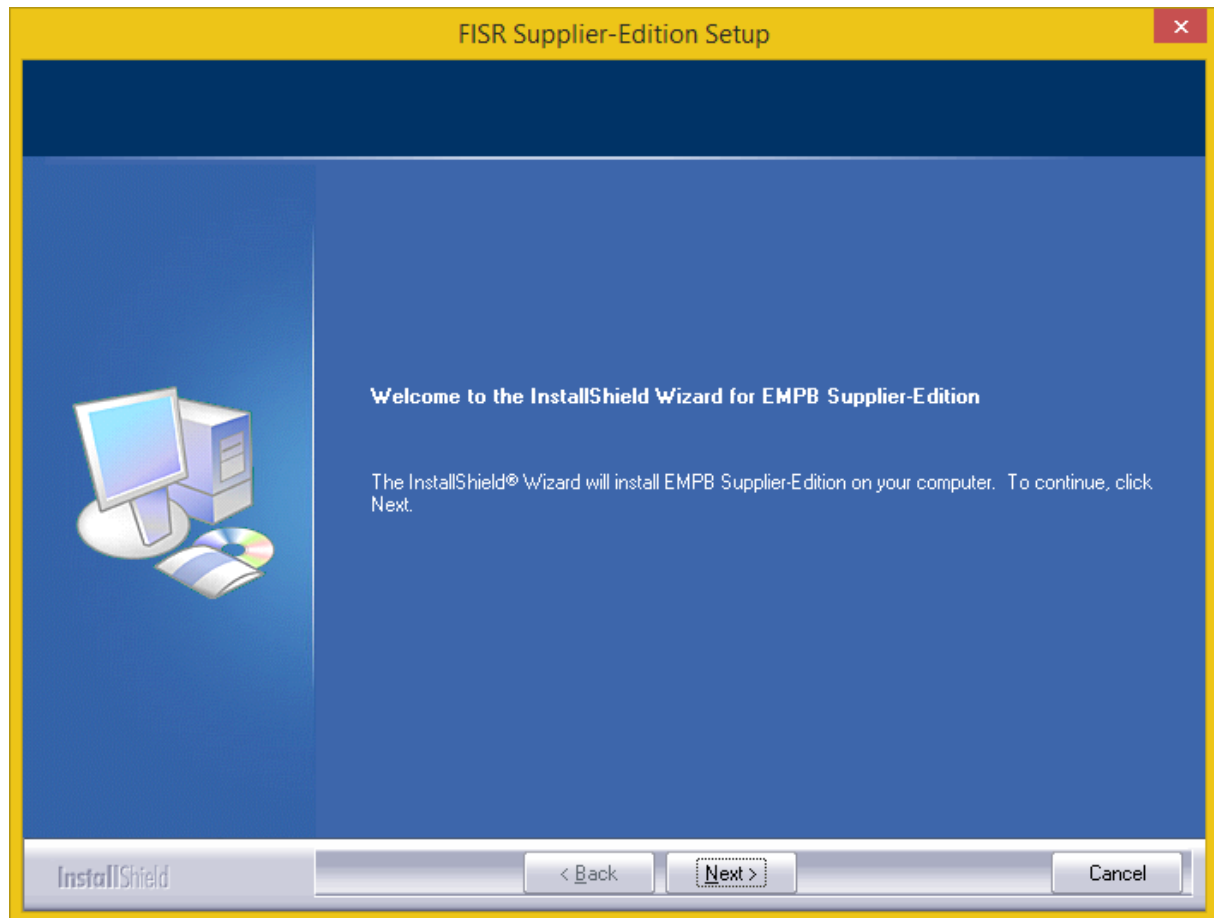 FISR Supplier-Edition Setup
Welcome to the InstallShield Wizard for EMPB Supplier-Edition
The InstallShield® Wizard will install EMPB Supplier-Edition on your computer. To continue, click
Next.
InstallShield
< Back
Next >
Cancel